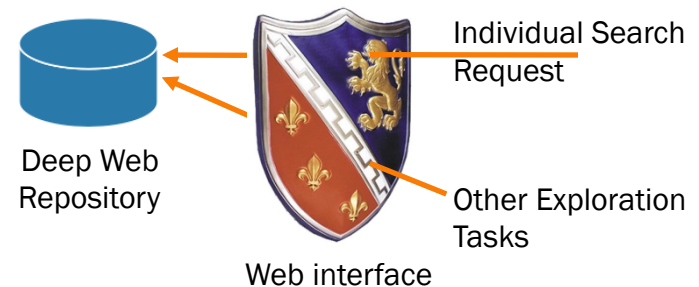 Individual Search
Request
Deep Web
Repository
Other Exploration
Tasks
Web interface